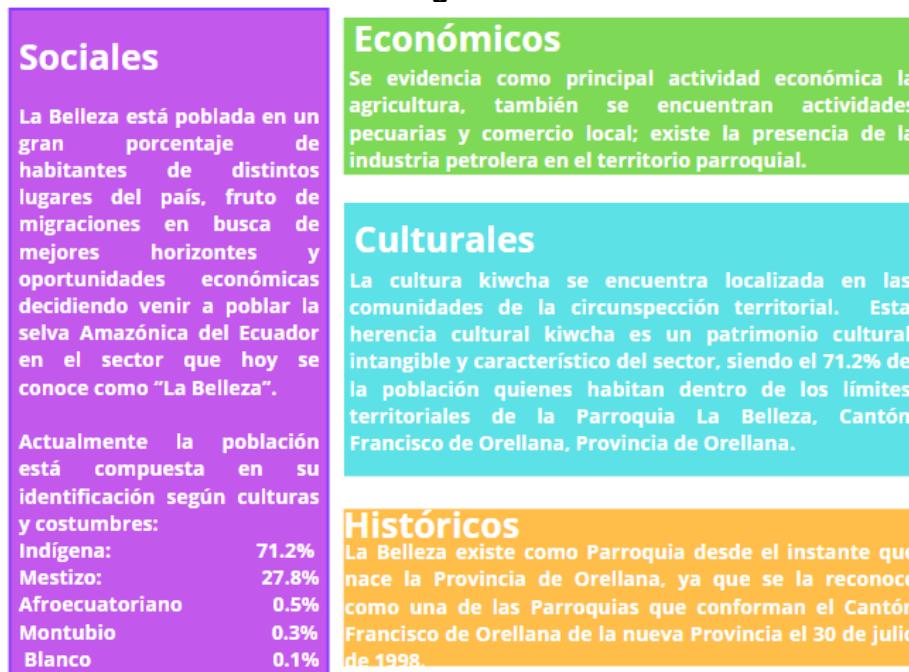 Sociales
La Belleza está poblada en un
gran porcentaje de
habitantes de distintos
lugares del país, fruto de
migraciones en busca de
mejores horizontes y
oportunidades económicas
decidiendo venir a poblar la
selva Amazónica del Ecuador
en el sector que hoy se
conoce como “La Belleza”.
Actualmente la población
está compuesta en su
identificación según culturas
y costumbres:
Indígena: 71.2%
Mestizo: 27.8%
Afroecuatoriano 0.5%
Montubio 0.3%
Blanco 0.1%
Económicos
Se evidencia como principal actividad económica la
agricultura, también se encuentran actividades
pecuarias y comercio local; existe la presencia de la
industria petrolera en el territorio parroquial.
Culturales
La cultura kiwcha se encuentra localizada en las
comunidades de la circunspección territorial. Esta
herencia cultural kiwcha es un patrimonio cultural
intangible y característico del sector, siendo el 71.2% de
la población quienes habitan dentro de los límites
territoriales de la Parroquia La Belleza, Cantón
Francisco de Orellana, Provincia de Orellana.
Históricos
La Belleza existe como Parroquia desde el instante que
nace la Provincia de Orellana, ya que se la reconoce
como una de las Parroquias que conforman el Cantón
Francisco de Orellana de la nueva Provincia el 30 de julio
de 1998.